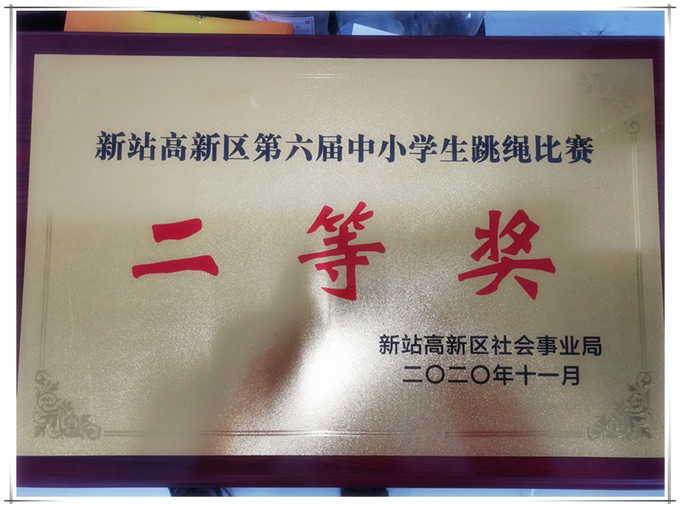 新站高新区第六届中小学生跳绳比赛
二等奖
新站高新区社会事业局
二〇二〇年十一月